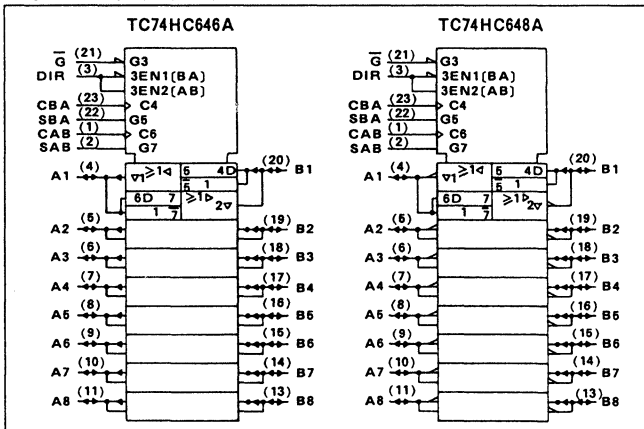 TC74HC646A
G̅ (21) G3
DIR (3) 3EN1(BA)
3EN2(AB)
CBA (23) C4
SBA (22) G5
CAB (1) C6
SAB (2) G7
A1 (4) ▽1 ≥1◁ 5 4D (20) B1
5̅ 1
6D 7 ≥1▷ 2▽
1 7̅
A2 (5) (19) B2
A3 (6) (18) B3
A4 (7) (17) B4
A5 (8) (16) B5
A6 (9) (15) B6
A7 (10) (14) B7
A8 (11) (13) B8
TC74HC648A
G̅ (21) G3
DIR (3) 3EN1(BA)
3EN2(AB)
CBA (23) C4
SBA (22) G5
CAB (1) C6
SAB (2) G7
A1 (4) ▽1 ≥1◁ 5 4D (20) B1
5̅ 1
6D 7 ≥1▷ 2▽
1 7̅
A2 (5) (19) B2
A3 (6) (18) B3
A4 (7) (17) B4
A5 (8) (16) B5
A6 (9) (15) B6
A7 (10) (14) B7
A8 (11) (13) B8